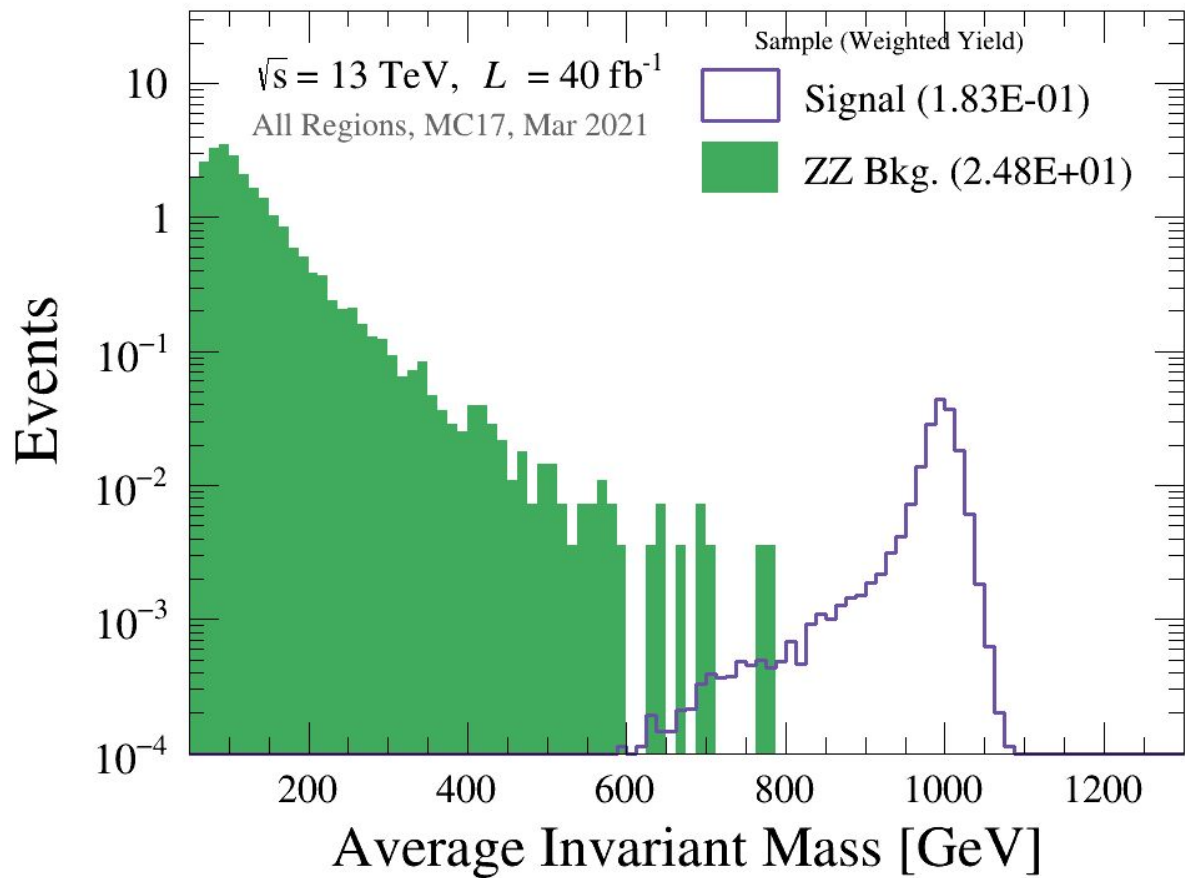 Sample (Weighted Yield)
√s = 13 TeV, L = 40 fb⁻¹
All Regions, MC17, Mar 2021
Signal (1.83E-01)
ZZ Bkg. (2.48E+01)
Events
10
1
10⁻¹
10⁻²
10⁻³
10⁻⁴
200 400 600 800 1000 1200
Average Invariant Mass [GeV]